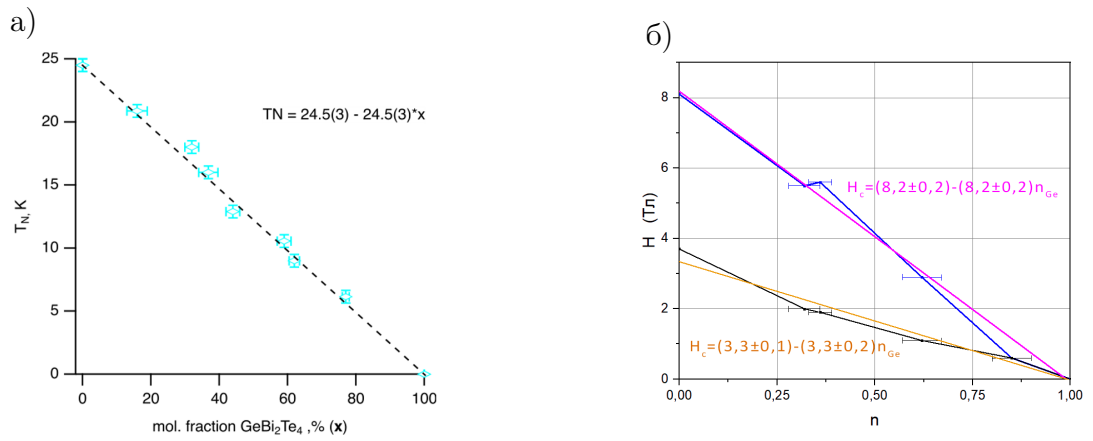 а)
25
20
15
10
5
0
T_N, K
TN = 24.5(3) - 24.5(3)*x
0 20 40 60 80 100
mol. fraction GeBi₂Te₄ ,% (x)
б)
8
6
4
2
0
H (Тл)
H_c=(8,2±0,2)-(8,2±0,2)n_Ge
H_c=(3,3±0,1)-(3,3±0,2)n_Ge
0,00 0,25 0,50 0,75 1,00
n